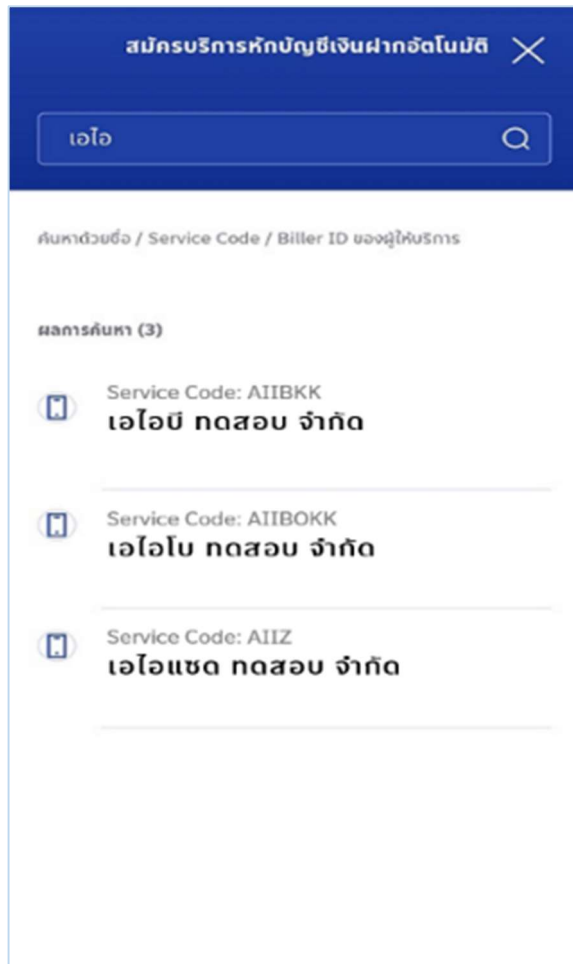 สมัครบริการหักบัญชีเงินฝากอัตโนมัติ
เอไอ
ค้นหาด้วยชื่อ / Service Code / Biller ID ของผู้ให้บริการ
ผลการค้นหา (3)
Service Code: AIIBKK
เอไอบี ทดสอบ จำกัด
Service Code: AIIBOKK
เอไอโบ ทดสอบ จำกัด
Service Code: AIIZ
เอไอแซด ทดสอบ จำกัด